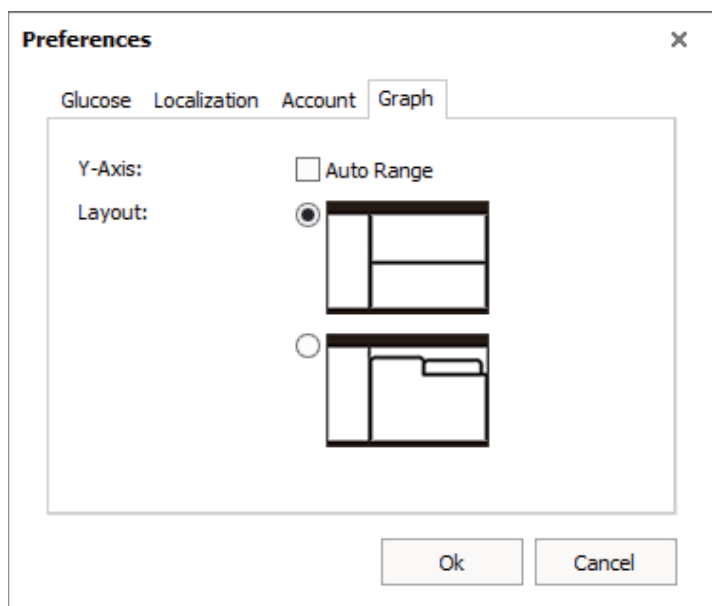 Preferences
Glucose Localization Account Graph
Y-Axis: Auto Range
Layout:
Ok Cancel